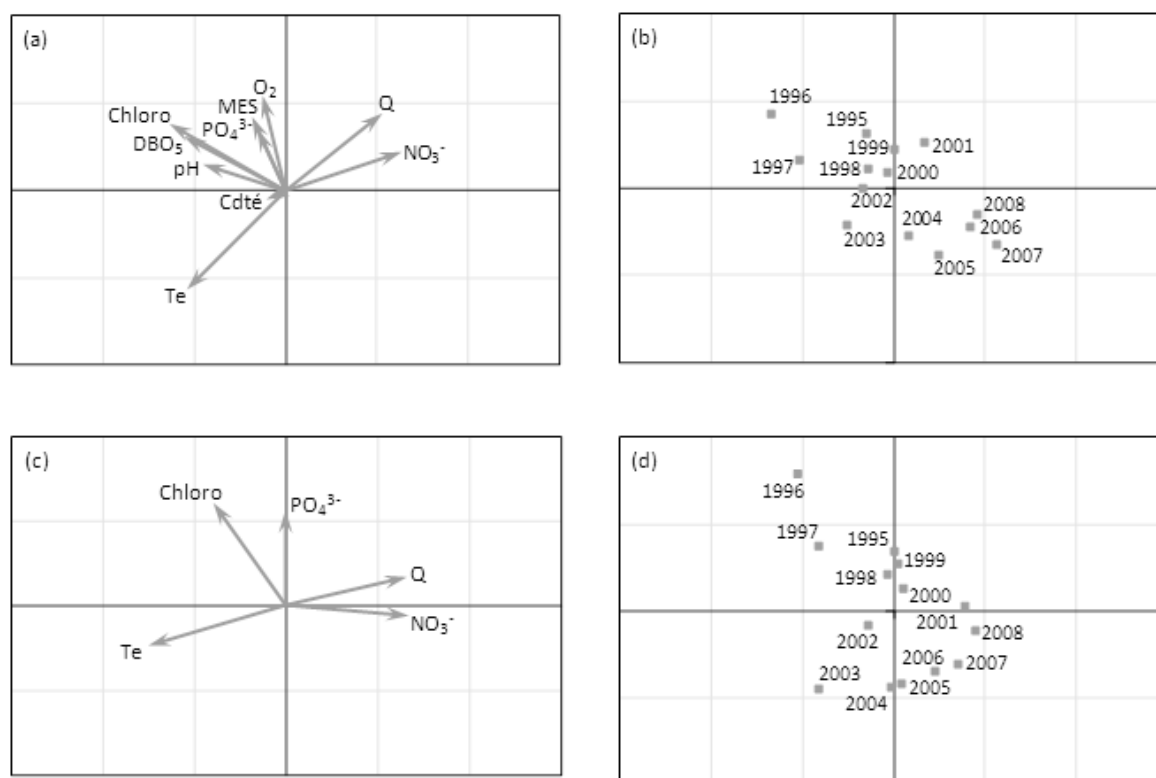 (a)
O₂
MES
Q
Chloro
PO₄³⁻
DBO₅
NO₃⁻
pH
Cdté
Te
(b)
1996
1995
1999
2001
1997
1998
2000
2002
2008
2004
2006
2003
2007
2005
(c)
Chloro
PO₄³⁻
Q
NO₃⁻
Te
(d)
1996
1997
1995
1999
1998
2000
2001
2002
2008
2006
2007
2003
2005
2004